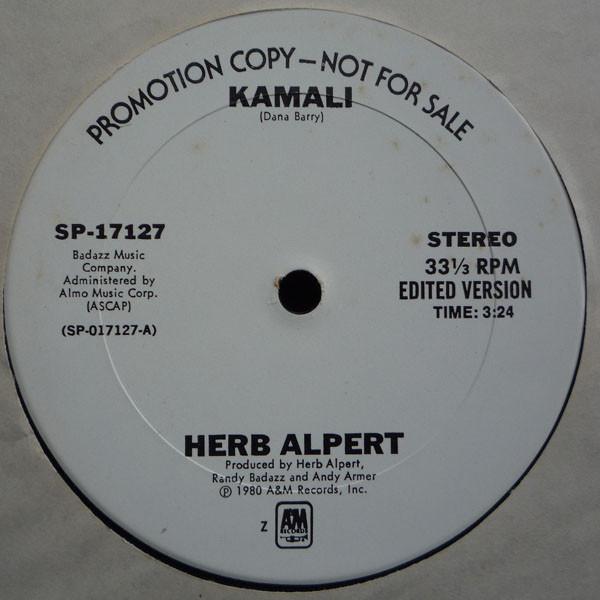 PROMOTION COPY—NOT FOR SALE
KAMALI
(Dana Barry)
SP-17127
Badazz Music
Company.
Administered by
Almo Music Corp.
(ASCAP)
(SP-017127-A)
STEREO
33⅓ RPM
EDITED VERSION
TIME: 3:24
HERB ALPERT
Produced by Herb Alpert,
Randy Badazz and Andy Armer
℗ 1980 A&M Records, Inc.
Z
A&M
RECORDS